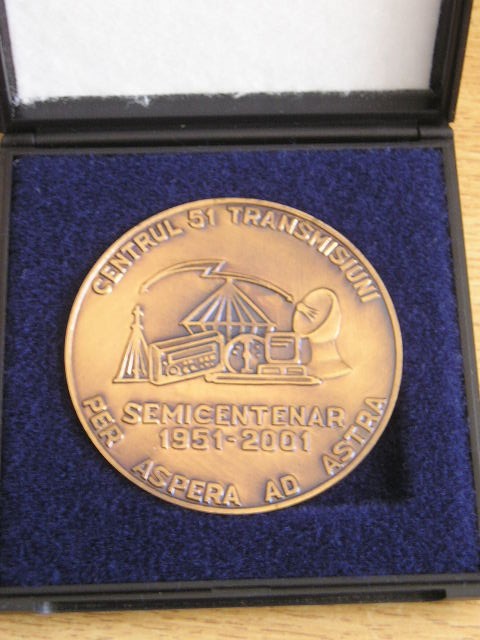 CENTRUL 51 TRANSMISIUNI
SEMICENTENAR
1951-2001
PER ASPERA AD ASTRA